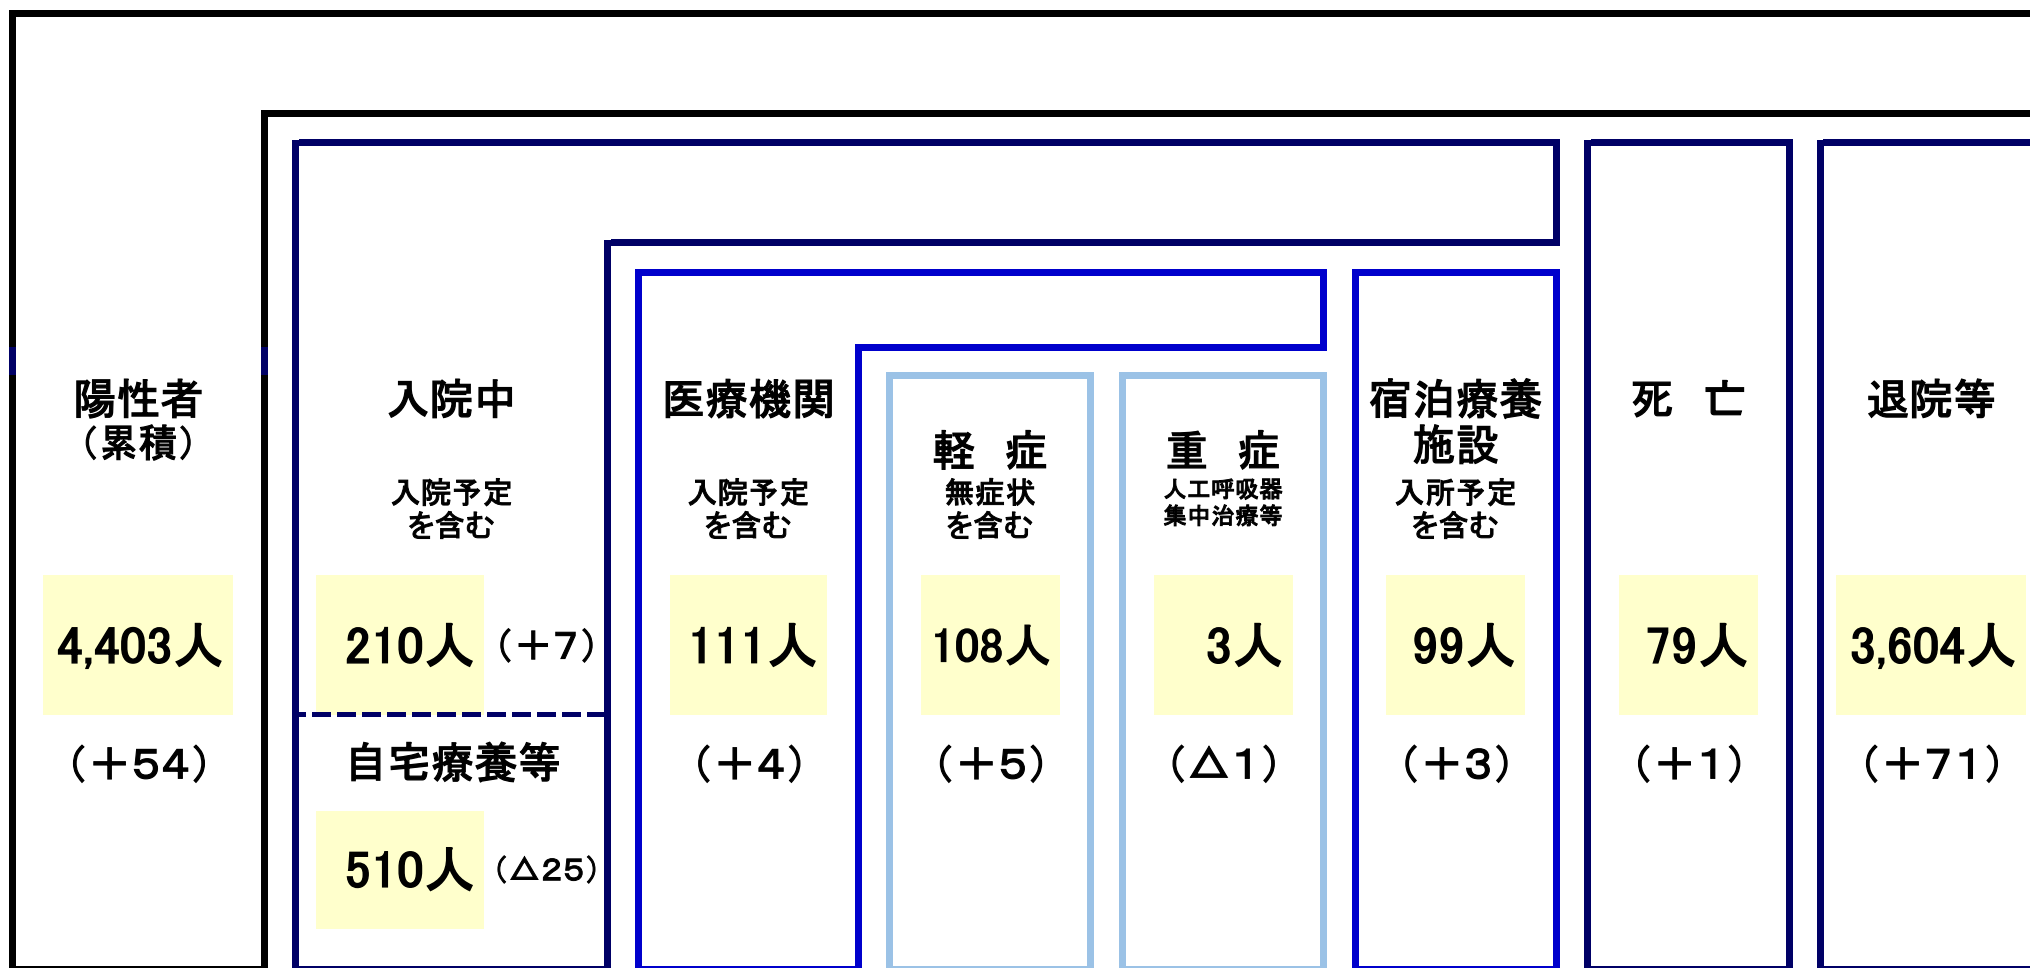 陽性者
（累積）
4,403人
（＋54）
入院中
入院予定
を含む
210人 （＋7）
自宅療養等
510人 （△25）
医療機関
入院予定
を含む
111人
（＋4）
軽 症
無症状
を含む
108人
（＋5）
重 症
人工呼吸器
集中治療等
3人
（△1）
宿泊療養
施設
入所予定
を含む
99人
（＋3）
死 亡
79人
（＋1）
退院等
3,604人
（＋71）